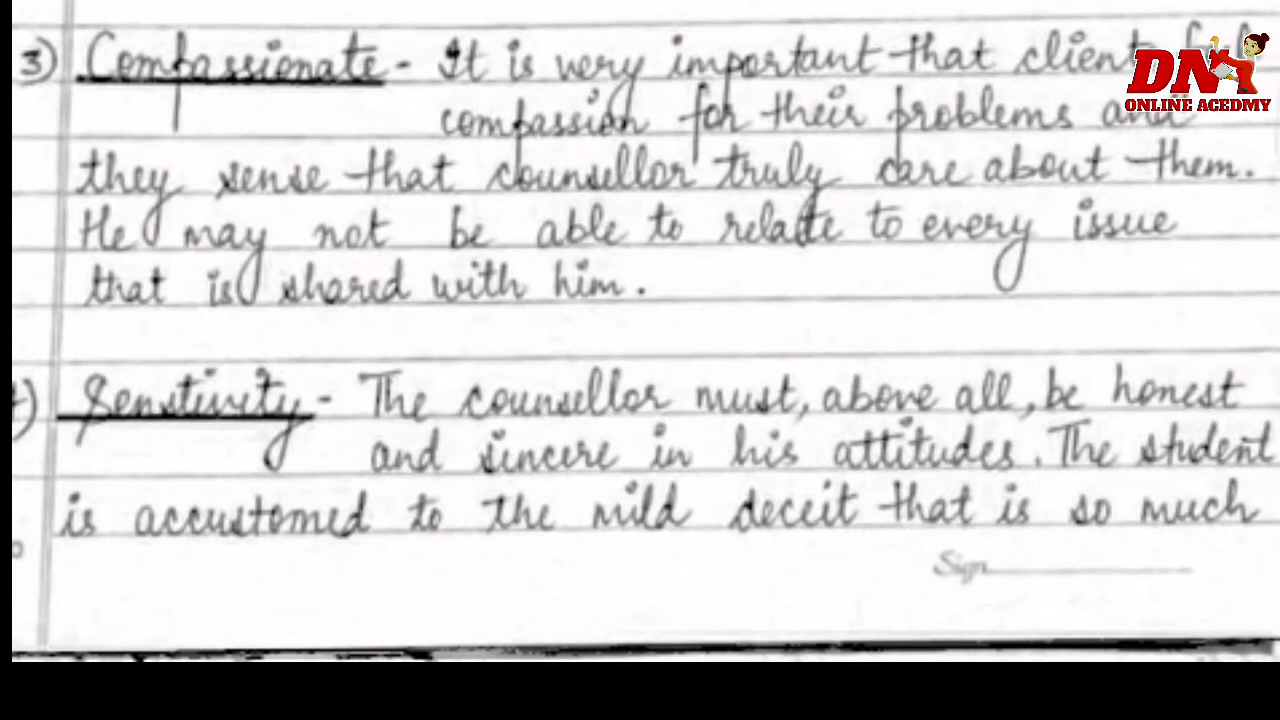 3) Compassionate - It is very important that client
compassion for their problems and
they sense that counsellor truly care about them.
He may not be able to relate to every issue
that is shared with him.
) Senstivity - The counsellor must, above all, be honest
and sincere in his attitudes. The student
is accustomed to the mild deceit that is so much
Sign
DN
ONLINE ACEDMY